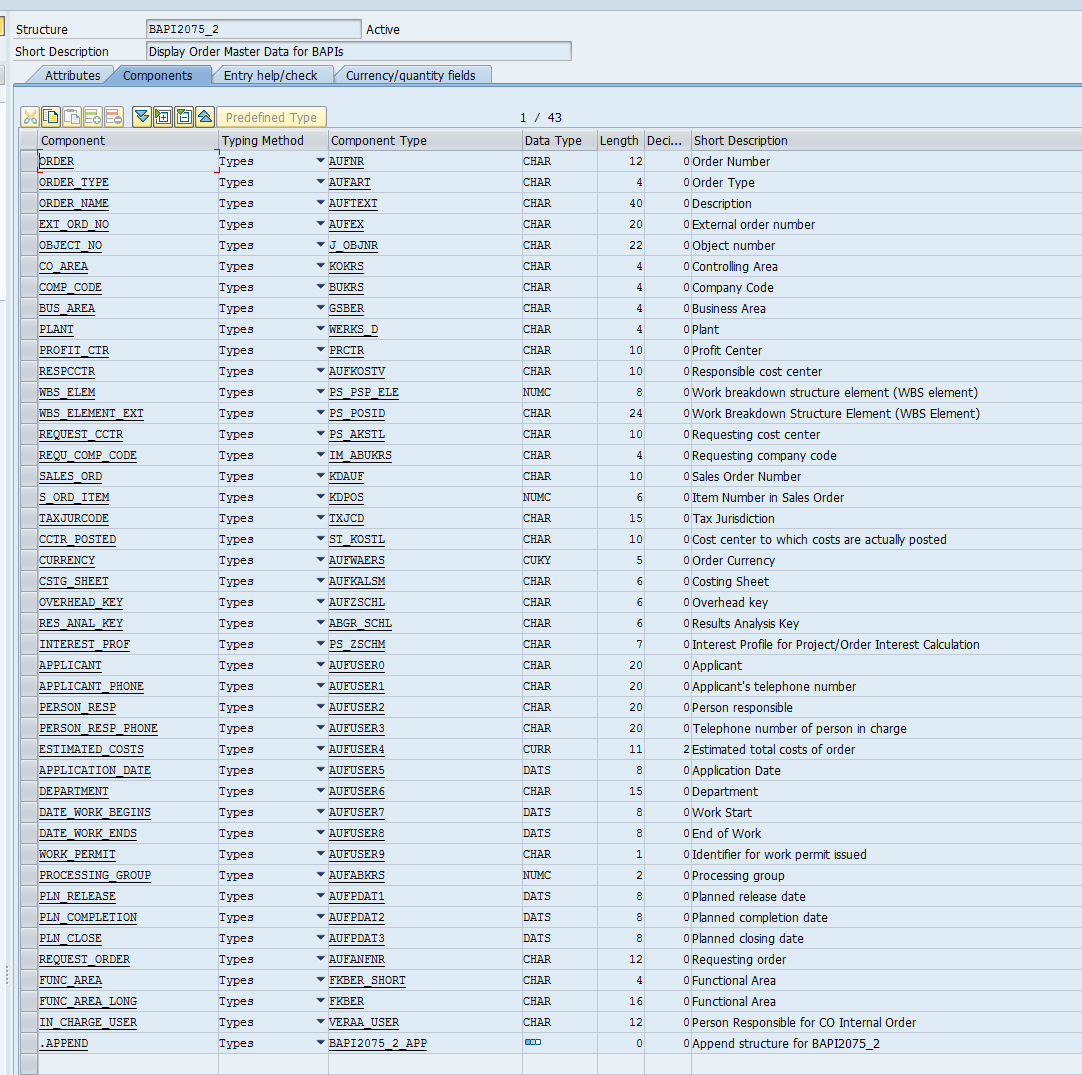 Structure BAPI2075_2 Active
Short Description Display Order Master Data for BAPIs
Attributes Components Entry help/check Currency/quantity fields
Predefined Type 1 / 43
Component Typing Method Component Type Data Type Length Deci... Short Description
ORDER Types AUFNR CHAR 12 0 Order Number
ORDER_TYPE Types AUFART CHAR 4 0 Order Type
ORDER_NAME Types AUFTEXT CHAR 40 0 Description
EXT_ORD_NO Types AUFEX CHAR 20 0 External order number
OBJECT_NO Types J_OBJNR CHAR 22 0 Object number
CO_AREA Types KOKRS CHAR 4 0 Controlling Area
COMP_CODE Types BUKRS CHAR 4 0 Company Code
BUS_AREA Types GSBER CHAR 4 0 Business Area
PLANT Types WERKS_D CHAR 4 0 Plant
PROFIT_CTR Types PRCTR CHAR 10 0 Profit Center
RESPCCTR Types AUFKOSTV CHAR 10 0 Responsible cost center
WBS_ELEM Types PS_PSP_ELE NUMC 8 0 Work breakdown structure element (WBS element)
WBS_ELEMENT_EXT Types PS_POSID CHAR 24 0 Work Breakdown Structure Element (WBS Element)
REQUEST_CCTR Types PS_AKSTL CHAR 10 0 Requesting cost center
REQU_COMP_CODE Types IM_ABUKRS CHAR 4 0 Requesting company code
SALES_ORD Types KDAUF CHAR 10 0 Sales Order Number
S_ORD_ITEM Types KDPOS NUMC 6 0 Item Number in Sales Order
TAXJURCODE Types TXJCD CHAR 15 0 Tax Jurisdiction
CCTR_POSTED Types ST_KOSTL CHAR 10 0 Cost center to which costs are actually posted
CURRENCY Types AUFWAERS CUKY 5 0 Order Currency
CSTG_SHEET Types AUFKALSM CHAR 6 0 Costing Sheet
OVERHEAD_KEY Types AUFZSCHL CHAR 6 0 Overhead key
RES_ANAL_KEY Types ABGR_SCHL CHAR 6 0 Results Analysis Key
INTEREST_PROF Types PS_ZSCHM CHAR 7 0 Interest Profile for Project/Order Interest Calculation
APPLICANT Types AUFUSER0 CHAR 20 0 Applicant
APPLICANT_PHONE Types AUFUSER1 CHAR 20 0 Applicant's telephone number
PERSON_RESP Types AUFUSER2 CHAR 20 0 Person responsible
PERSON_RESP_PHONE Types AUFUSER3 CHAR 20 0 Telephone number of person in charge
ESTIMATED_COSTS Types AUFUSER4 CURR 11 2 Estimated total costs of order
APPLICATION_DATE Types AUFUSER5 DATS 8 0 Application Date
DEPARTMENT Types AUFUSER6 CHAR 15 0 Department
DATE_WORK_BEGINS Types AUFUSER7 DATS 8 0 Work Start
DATE_WORK_ENDS Types AUFUSER8 DATS 8 0 End of Work
WORK_PERMIT Types AUFUSER9 CHAR 1 0 Identifier for work permit issued
PROCESSING_GROUP Types AUFABKRS NUMC 2 0 Processing group
PLN_RELEASE Types AUFPDAT1 DATS 8 0 Planned release date
PLN_COMPLETION Types AUFPDAT2 DATS 8 0 Planned completion date
PLN_CLOSE Types AUFPDAT3 DATS 8 0 Planned closing date
REQUEST_ORDER Types AUFANFNR CHAR 12 0 Requesting order
FUNC_AREA Types FKBER_SHORT CHAR 4 0 Functional Area
FUNC_AREA_LONG Types FKBER CHAR 16 0 Functional Area
IN_CHARGE_USER Types VERAA_USER CHAR 12 0 Person Responsible for CO Internal Order
.APPEND Types BAPI2075_2_APP 0 0 Append structure for BAPI2075_2